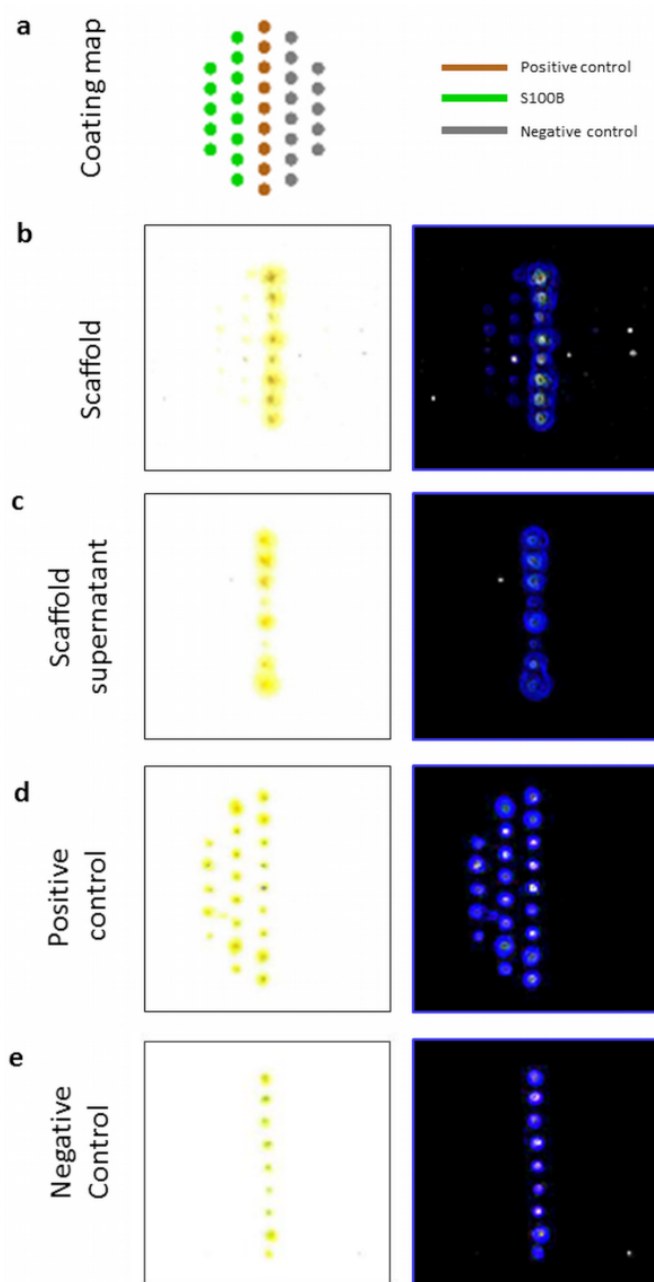 a
Coating map
Positive control
S100B
Negative control
b
Scaffold
c
Scaffold
supernatant
d
Positive
control
e
Negative
Control